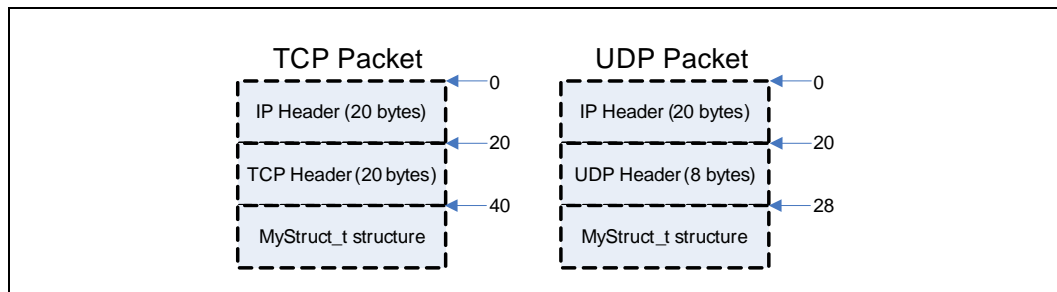 TCP Packet
0
IP Header (20 bytes)
20
TCP Header (20 bytes)
40
MyStruct_t structure
UDP Packet
0
IP Header (20 bytes)
20
UDP Header (8 bytes)
28
MyStruct_t structure